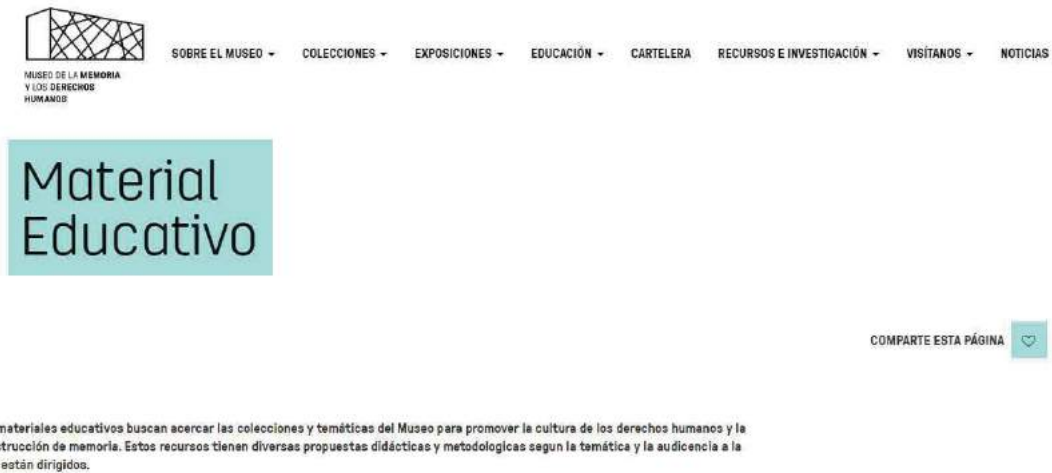 MUSEO DE LA MEMORIA
Y LOS DERECHOS
HUMANOS
SOBRE EL MUSEO
COLECCIONES
EXPOSICIONES
EDUCACIÓN
CARTELERA
RECURSOS E INVESTIGACIÓN
VISÍTANOS
NOTICIAS
Material
Educativo
COMPARTE ESTA PÁGINA
materiales educativos buscan acercar las colecciones y temáticas del Museo para promover la cultura de los derechos humanos y la
strucción de memoria. Estos recursos tienen diversas propuestas didácticas y metodologicas segun la temática y la audicencia a la
están dirigidos.